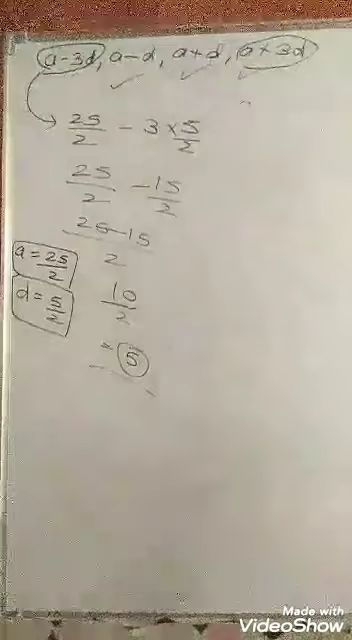 a-3d, a-d, a+d, a+3d
25/2 - 3×5/2
25/2 - 15/2
25-15/2
a = 25/2
d = 5/2
10/2
= 5
Made with
VideoShow